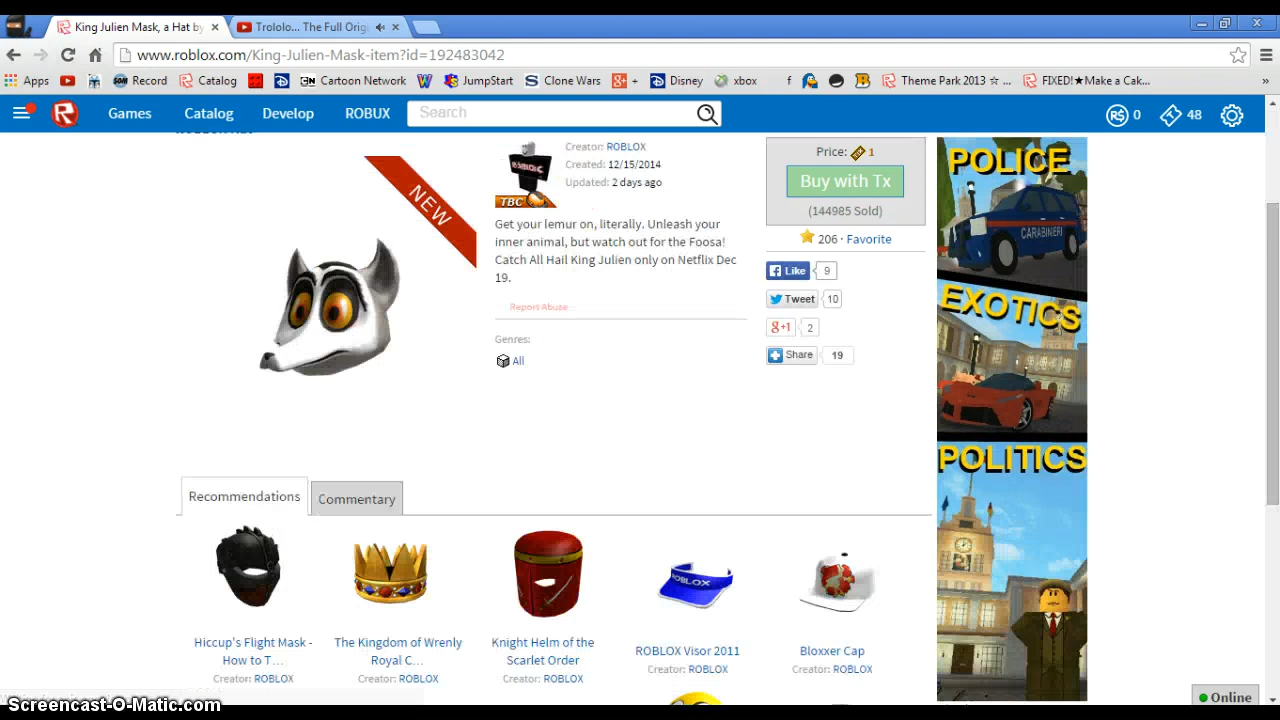 King Julien Mask, a Hat by
Trololo... The Full Origi
www.roblox.com/King-Julien-Mask-item?id=192483042
Apps
Record
Catalog
CN Cartoon Network
W
JumpStart
Clone Wars
Disney
xbox
f
Theme Park 2013 ☆ ...
FIXED!★Make a Cak...
»
Games
Catalog
Develop
ROBUX
Search
R$ 0
48
NEW
TBC
Creator: ROBLOX
Created: 12/15/2014
Updated: 2 days ago
Get your lemur on, literally. Unleash your
inner animal, but watch out for the Foosa!
Catch All Hail King Julien only on Netflix Dec
19.
Report Abuse
Genres:
All
Price: 1
Buy with Tx
(144985 Sold)
206 · Favorite
Like 9
Tweet 10
g+1 2
Share 19
POLICE
CARABINIERI
EXOTICS
POLITICS
Recommendations
Commentary
Hiccup's Flight Mask -
How to T...
Creator: ROBLOX
The Kingdom of Wrenly
Royal C...
Creator: ROBLOX
Knight Helm of the
Scarlet Order
Creator: ROBLOX
ROBLOX
ROBLOX Visor 2011
Creator: ROBLOX
Bloxxer Cap
Creator: ROBLOX
Online
Screencast-O-Matic.com